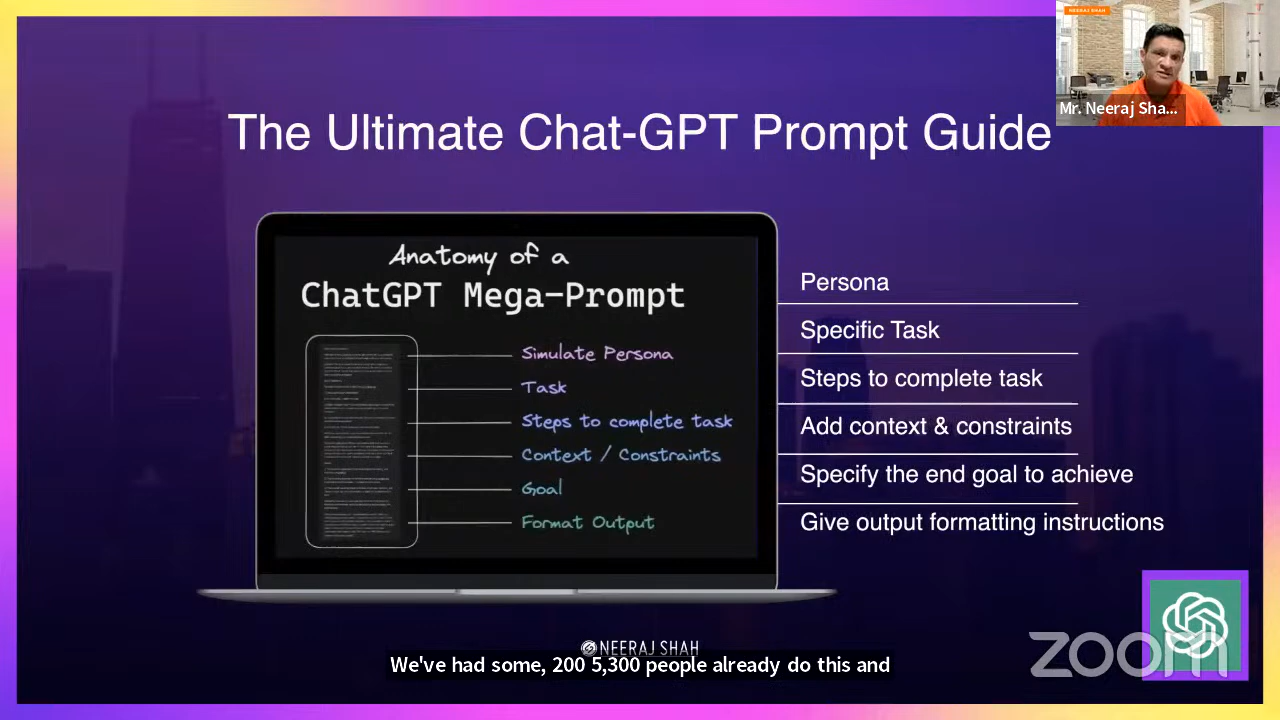 NEERAJ SHAH
Mr. Neeraj Sha...
The Ultimate Chat-GPT Prompt Guide
Anatomy of a
ChatGPT Mega-Prompt
Simulate Persona
Task
Steps to complete task
Context / Constraints
Goal
Format Output
Persona
Specific Task
Steps to complete task
Add context & constraints
Specify the end goal to achieve
Give output formatting instructions
NEERAJ SHAH
zoom
We've had some, 200 5,300 people already do this and